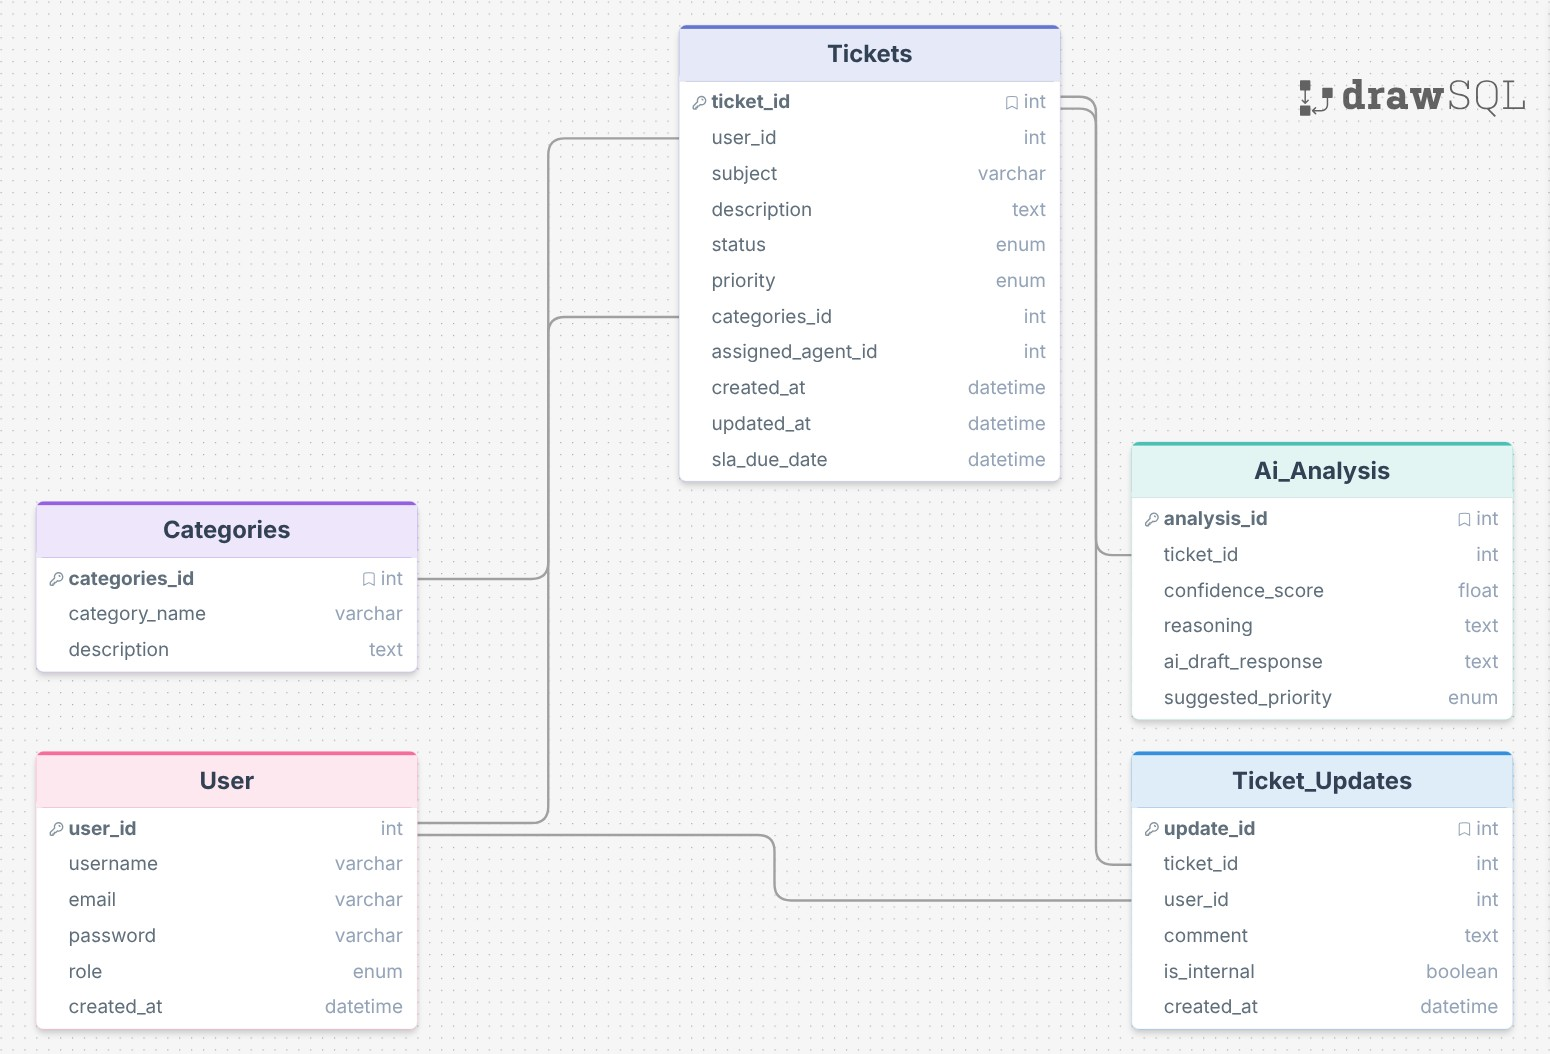 Tickets
ticket_id int
user_id int
subject varchar
description text
status enum
priority enum
categories_id int
assigned_agent_id int
created_at datetime
updated_at datetime
sla_due_date datetime
drawSQL
Categories
categories_id int
category_name varchar
description text
Ai_Analysis
analysis_id int
ticket_id int
confidence_score float
reasoning text
ai_draft_response text
suggested_priority enum
User
user_id int
username varchar
email varchar
password varchar
role enum
created_at datetime
Ticket_Updates
update_id int
ticket_id int
user_id int
comment text
is_internal boolean
created_at datetime